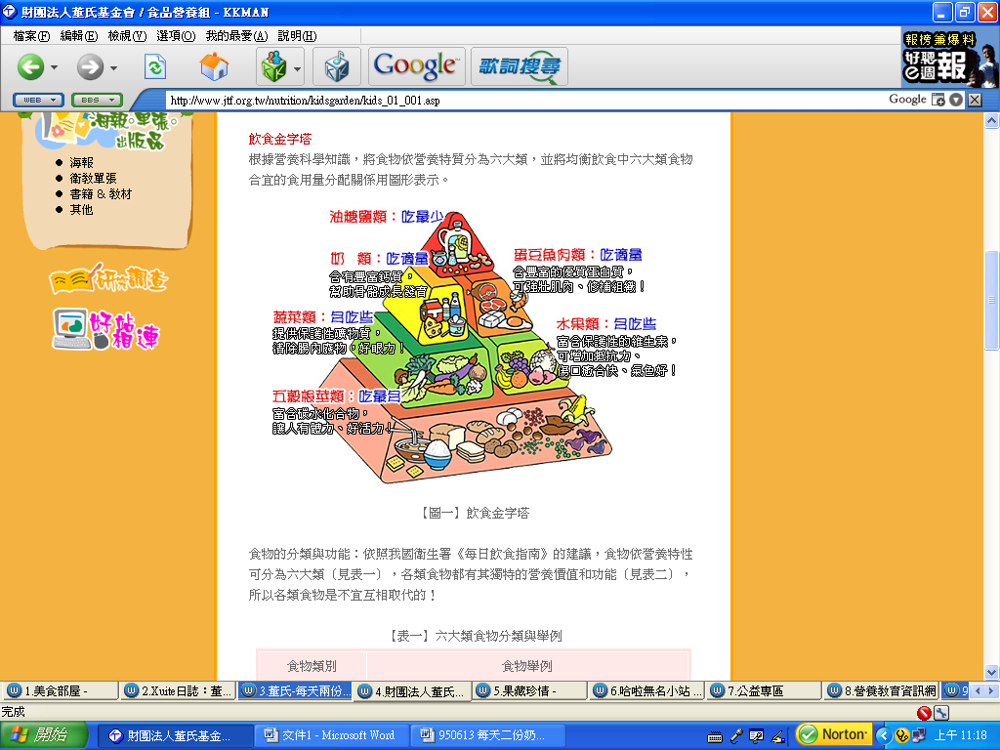 財團法人董氏基金會 / 食品營養組 - KKMAN
檔案(F) 編輯(E) 檢視(V) 選項(O) 我的最愛(A) 說明(H)
Google 歌詞搜尋
報榜兼爆料
好聽e週報
WEB BBS http://www.jtf.org.tw/nutrition/kidsgarden/kids_01_001.asp Google
海報。單張。
出版品
海報
衛教單張
書籍 & 教材
其他
研究調查
好站相連
飲食金字塔
根據營養科學知識，將食物依營養特質分為六大類，並將均衡飲食中六大類食物
合宜的食用量分配關係用圖形表示。
油糖鹽類：吃最少
奶 類：吃適量
含有豐富鈣質，
幫助骨骼成長發育
蛋豆魚肉類：吃適量
含豐富的優質蛋白質，
可強壯肌肉、修補組織！
蔬菜類：多吃些
提供保護性礦物質，
清除腸內廢物，好眼力！
水果類：多吃些
富含保護性的維生素，
可增加抵抗力、
傷口癒合快、氣色好！
五穀根莖類：吃最多
富含碳水化合物，
讓人有體力、好活力！
【圖一】飲食金字塔
食物的分類與功能：依照我國衛生署《每日飲食指南》的建議，食物依營養特性
可分為六大類〔見表一〕，各類食物都有其獨特的營養價值和功能〔見表二〕，
所以各類食物是不宜互相取代的！
【表一】六大類食物分類與舉例
食物類別 食物舉例
1.美食部屋 - 2.Xuite日誌：董... 3.董氏-每天兩份... 4.財團法人董氏... 5.果藏珍情 - 6.哈啦無名小站 ... 7.公益專區 8.營養教育資訊網 9
完成
開始 財團法人董氏基金... 文件1 - Microsoft Word 950613 每天二份奶... Norton 上午 11:18